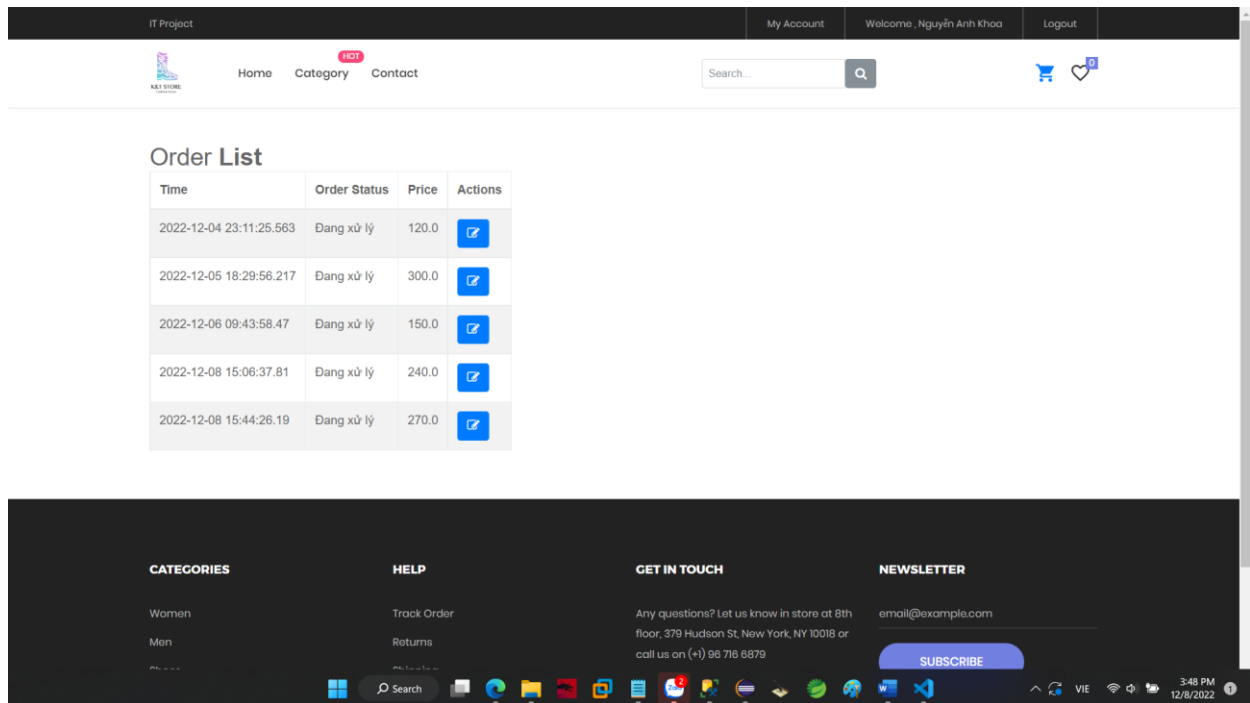 IT Project
My Account
Welcome , Nguyễn Anh Khoa
Logout
K&T STORE
Home
Category
HOT
Contact
Search...
0
Order List
Time Order Status Price Actions
2022-12-04 23:11:25.563 Đang xử lý 120.0
2022-12-05 18:29:56.217 Đang xử lý 300.0
2022-12-06 09:43:58.47 Đang xử lý 150.0
2022-12-08 15:06:37.81 Đang xử lý 240.0
2022-12-08 15:44:26.19 Đang xử lý 270.0
CATEGORIES
Women
Men
HELP
Track Order
Returns
Shipping
GET IN TOUCH
Any questions? Let us know in store at 8th
floor, 379 Hudson St, New York, NY 10018 or
call us on (+1) 96 716 6879
NEWSLETTER
email@example.com
SUBSCRIBE
Search
2
Zalo
VIE
3:48 PM
12/8/2022
1